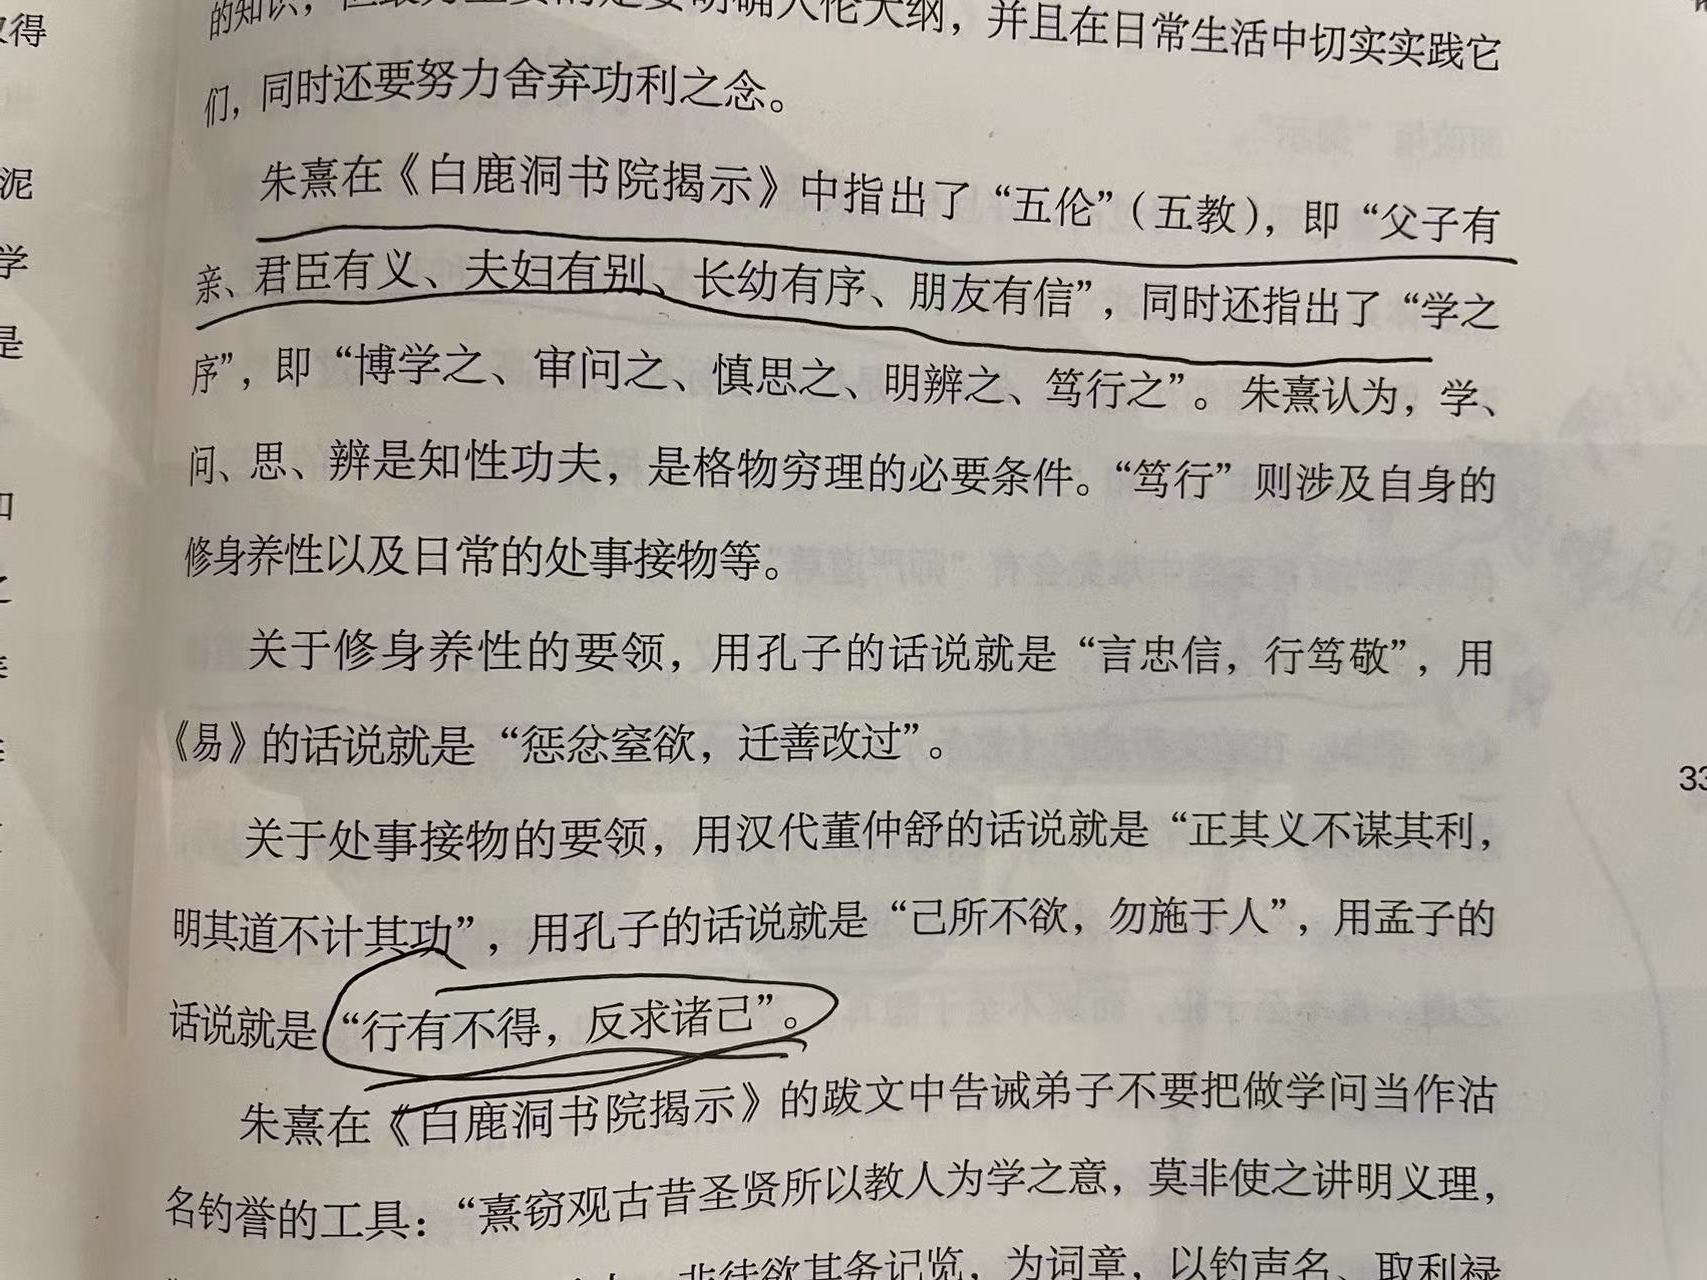 取得
泥
学
是
的知识，但最为重要的是要明确人伦大纲，并且在日常生活中切实实践它
们，同时还要努力舍弃功利之念。
朱熹在《白鹿洞书院揭示》中指出了“五伦”（五教），即“父子有
亲、君臣有义、夫妇有别、长幼有序、朋友有信”，同时还指出了“学之
序”，即“博学之、审问之、慎思之、明辨之、笃行之”。朱熹认为，学、
问、思、辨是知性功夫，是格物穷理的必要条件。“笃行”则涉及自身的
修身养性以及日常的处事接物等。
关于修身养性的要领，用孔子的话说就是“言忠信，行笃敬”，用
《易》的话说就是“惩忿窒欲，迁善改过”。
关于处事接物的要领，用汉代董仲舒的话说就是“正其义不谋其利，
明其道不计其功”，用孔子的话说就是“己所不欲，勿施于人”，用孟子的
话说就是“行有不得，反求诸己”。
朱熹在《白鹿洞书院揭示》的跋文中告诫弟子不要把做学问当作沽
名钓誉的工具：“熹窃观古昔圣贤所以教人为学之意，莫非使之讲明义理，
非徒欲其务记览，为词章，以钓声名、取利禄
33